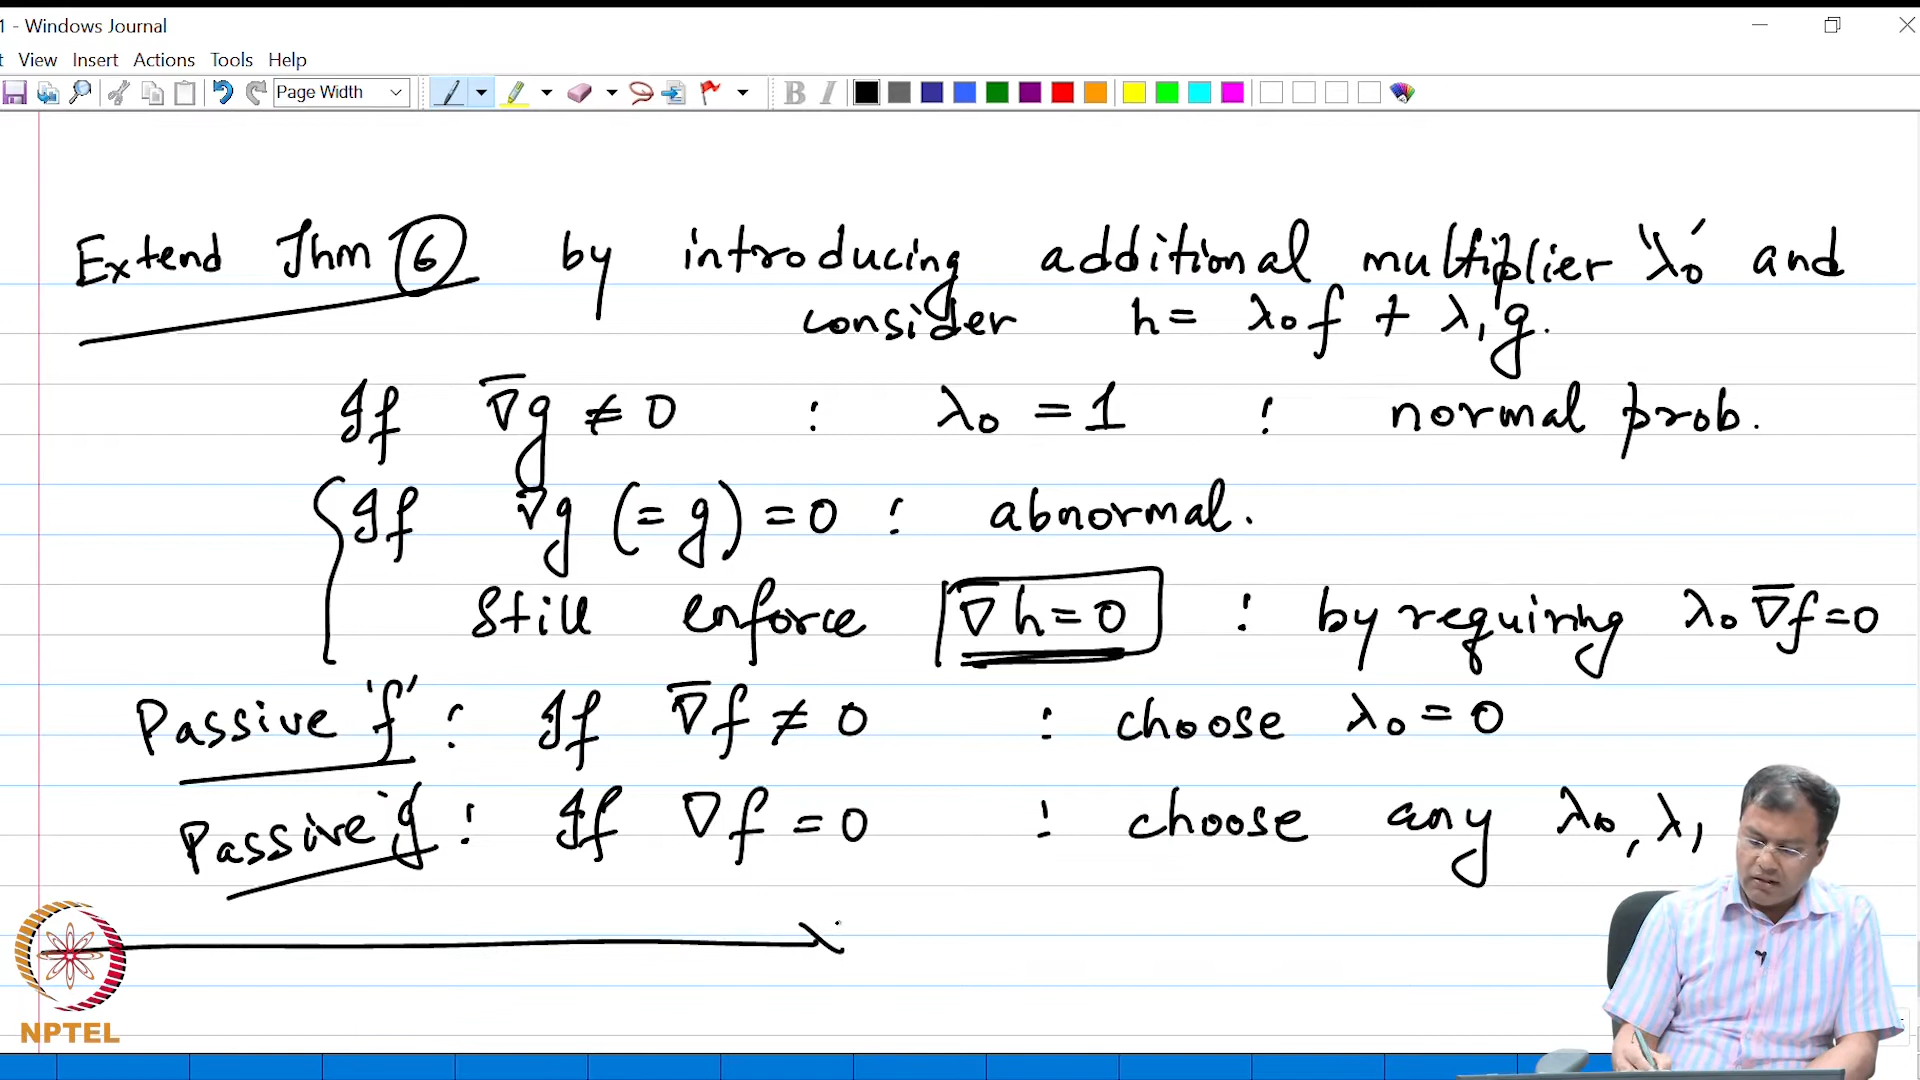 1 - Windows Journal
View Insert Actions Tools Help
Page Width
B I
Extend Thm 6 by introducing additional multiplier 'λ₀' and
consider h = λ₀f + λ₁g.
If ∇̅g ≠ 0 : λ₀ = 1 : normal prob.
If ∇g (= g) = 0 : abnormal.
Still enforce ∇̅h = 0 : by requiring λ₀ ∇̅f = 0
Passive 'f' : If ∇̅f ≠ 0 : choose λ₀ = 0
Passive 'g : If ∇f = 0 : choose any λ₀, λ₁
NPTEL